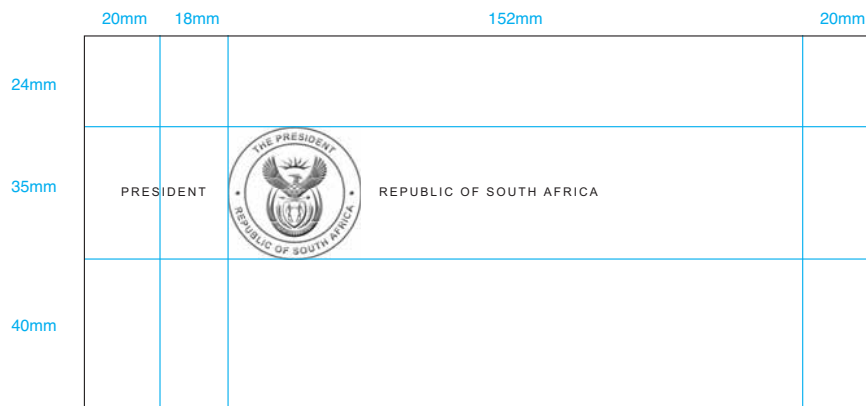 20mm 18mm 152mm 20mm
24mm
THE PRESIDENT
35mm
PRESIDENT
REPUBLIC OF SOUTH AFRICA
REPUBLIC OF SOUTH AFRICA
40mm